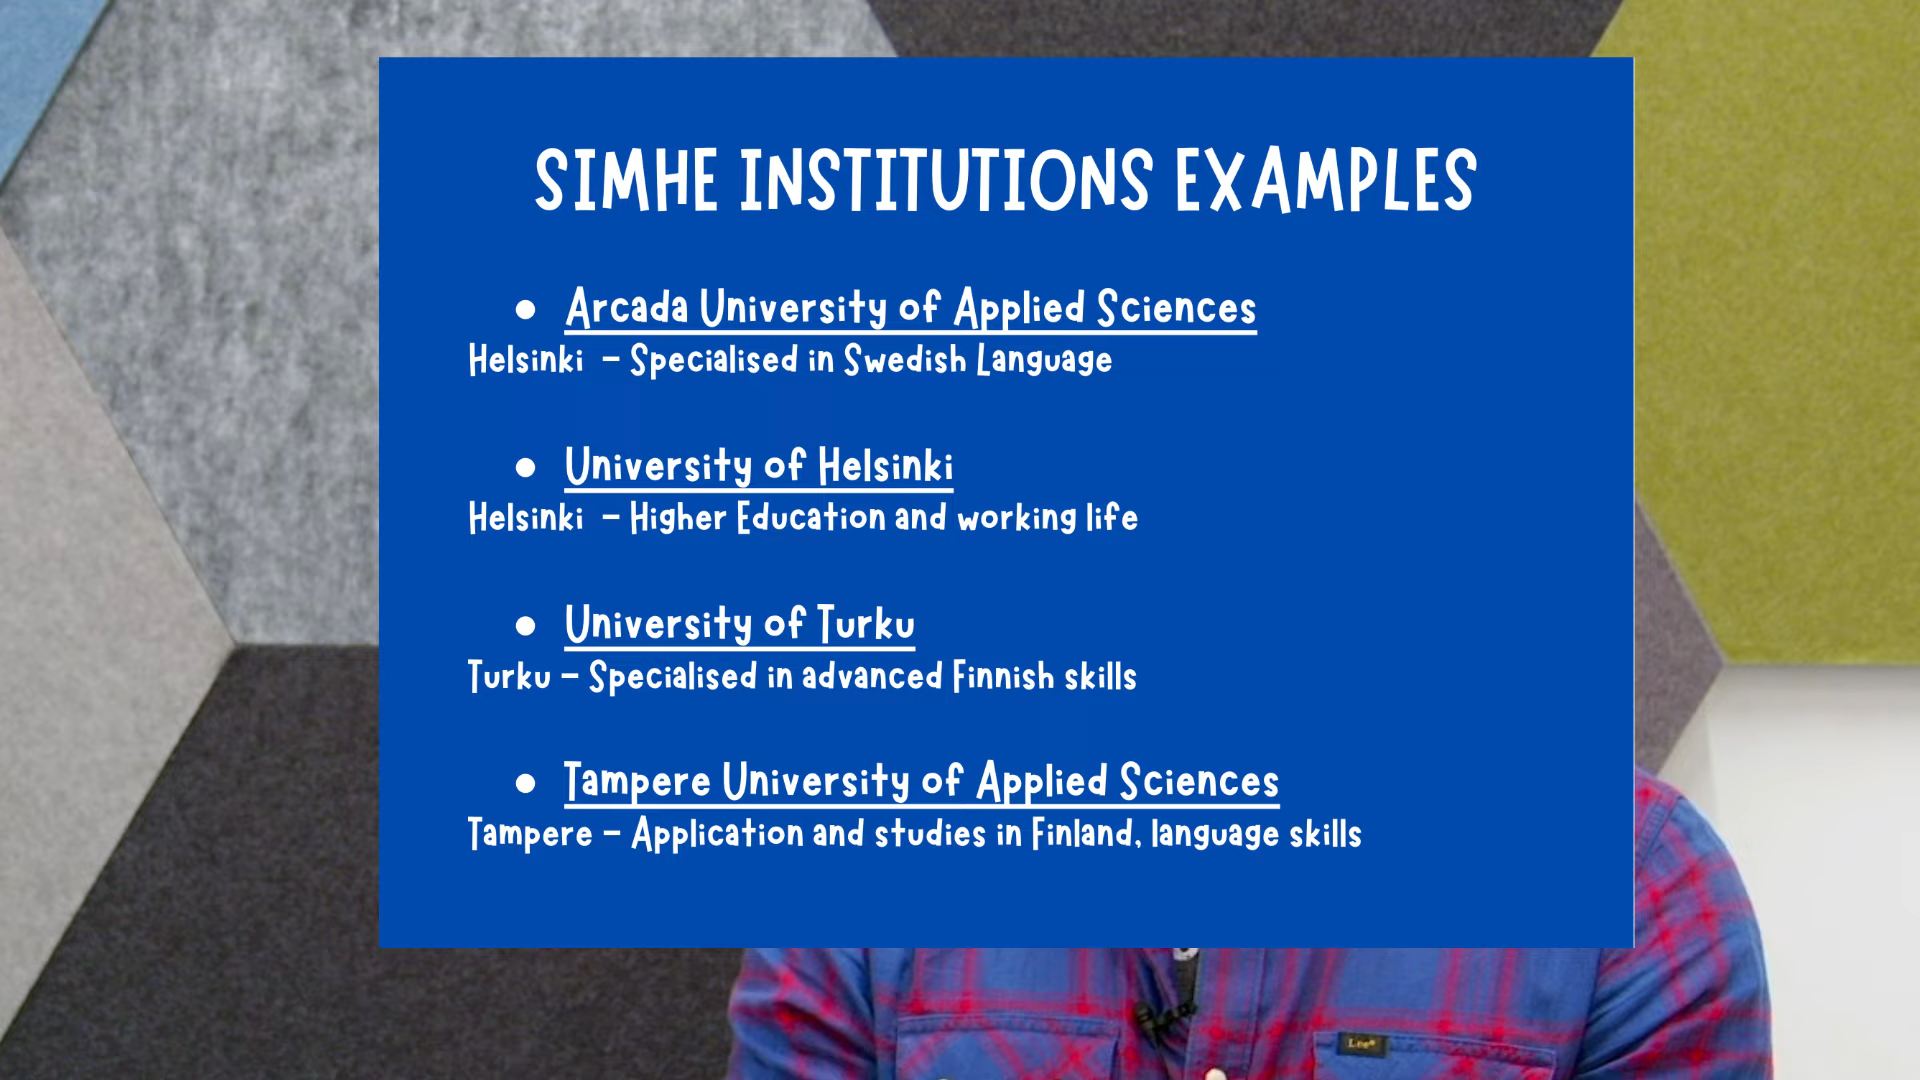 SIMHE INSTITUTIONS EXAMPLES
• Arcada University of Applied Sciences
Helsinki – Specialised in Swedish Language
• University of Helsinki
Helsinki – Higher Education and working life
• University of Turku
Turku – Specialised in advanced Finnish skills
• Tampere University of Applied Sciences
Tampere – Application and studies in Finland, language skills
Lee